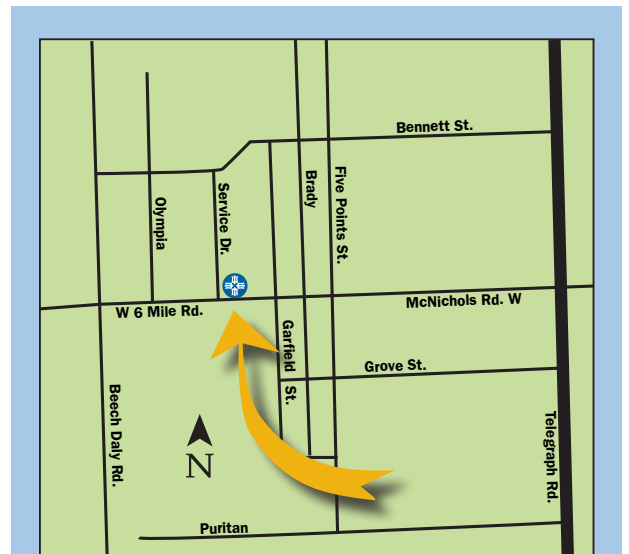 Bennett St.
Olympia
Service Dr.
Brady
Five Points St.
W 6 Mile Rd.
McNichols Rd. W
Garfield St.
Grove St.
Beech Daly Rd.
Telegraph Rd.
N
Puritan